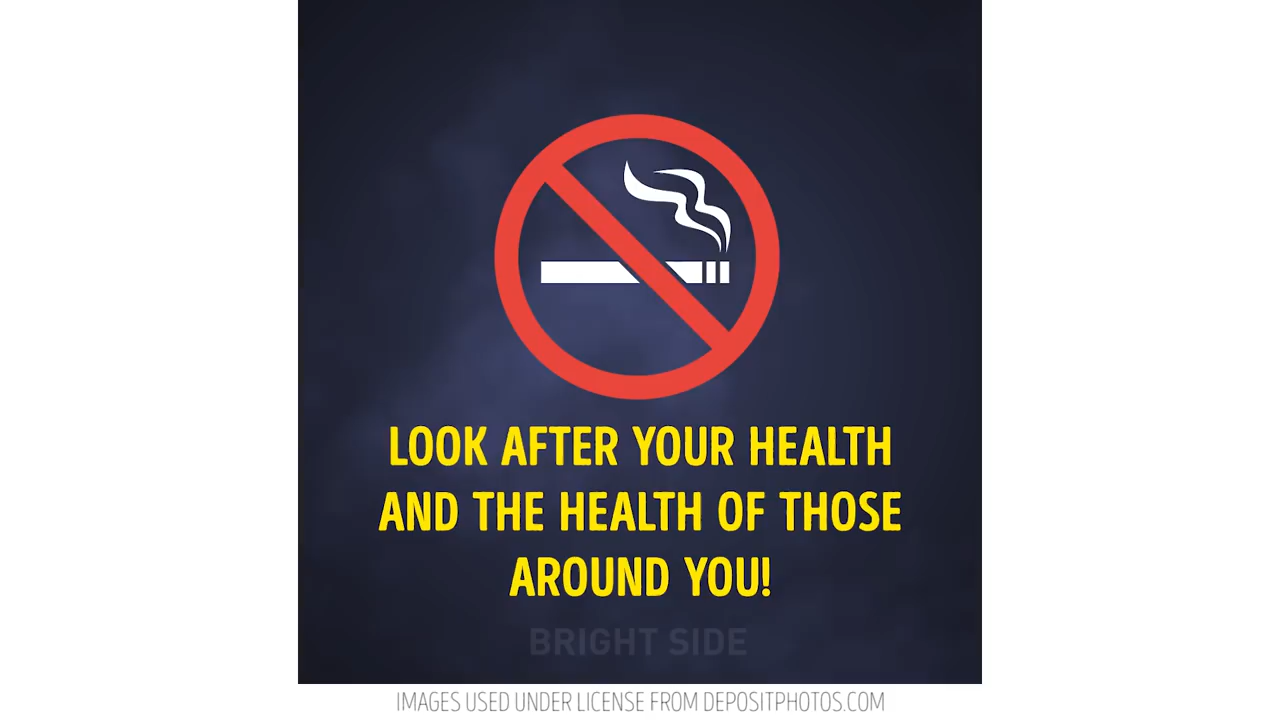 LOOK AFTER YOUR HEALTH
AND THE HEALTH OF THOSE
AROUND YOU!
BRIGHT SIDE
IMAGES USED UNDER LICENSE FROM DEPOSITPHOTOS.COM